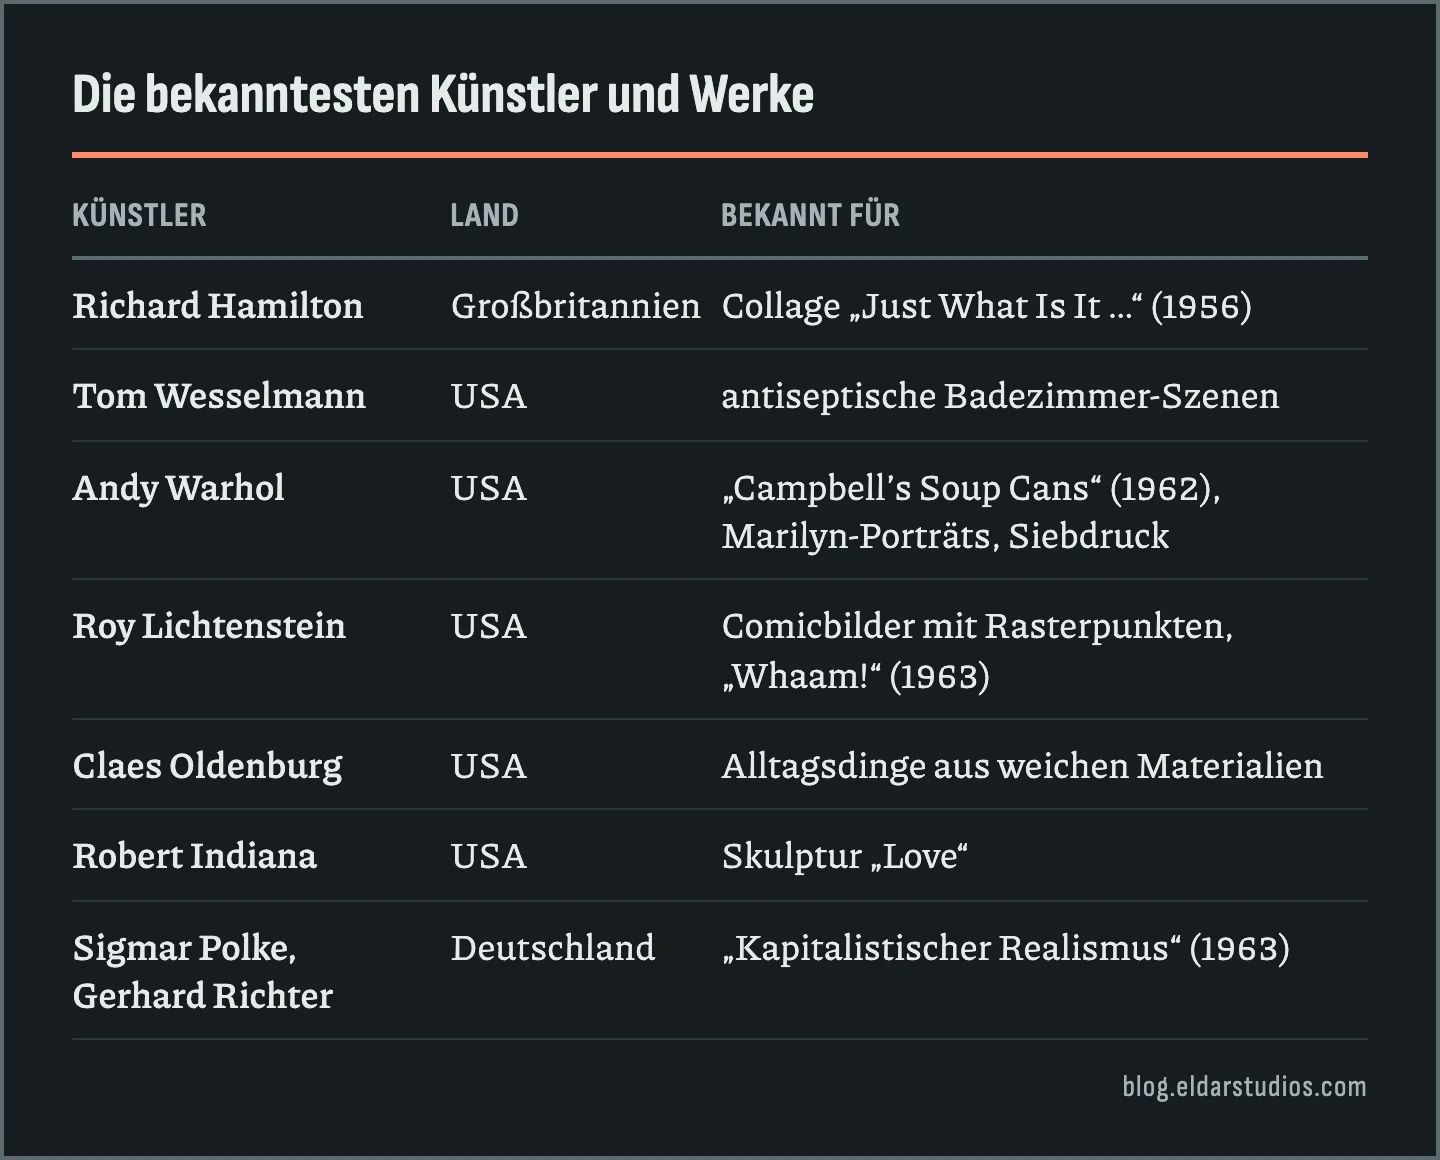 Die bekanntesten Künstler und Werke
KÜNSTLER LAND BEKANNT FÜR
Richard Hamilton Großbritannien Collage „Just What Is It …“ (1956)
Tom Wesselmann USA antiseptische Badezimmer-Szenen
Andy Warhol USA „Campbell’s Soup Cans“ (1962),
Marilyn-Porträts, Siebdruck
Roy Lichtenstein USA Comicbilder mit Rasterpunkten,
„Whaam!“ (1963)
Claes Oldenburg USA Alltagsdinge aus weichen Materialien
Robert Indiana USA Skulptur „Love“
Sigmar Polke, Deutschland „Kapitalistischer Realismus“ (1963)
Gerhard Richter
blog.eldarstudios.com